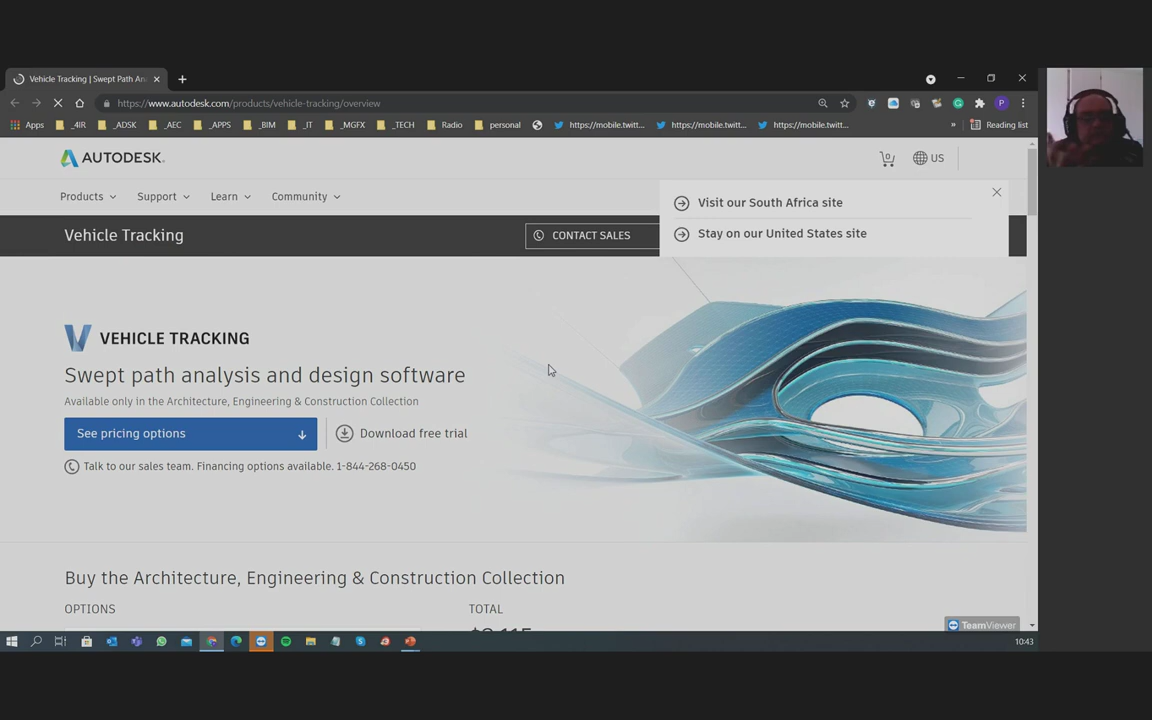 Vehicle Tracking | Swept Path An
https://www.autodesk.com/products/vehicle-tracking/overview
P
Apps _4IR _ADSK _AEC _APPS _BIM _IT _MGFX _TECH Radio personal https://mobile.twitt... https://mobile.twitt... https://mobile.twitt... » Reading list
AUTODESK.
0 US
Products Support Learn Community
Visit our South Africa site
Stay on our United States site
Vehicle Tracking
CONTACT SALES
VEHICLE TRACKING
Swept path analysis and design software
Available only in the Architecture, Engineering & Construction Collection
See pricing options
Download free trial
Talk to our sales team. Financing options available. 1-844-268-0450
Buy the Architecture, Engineering & Construction Collection
OPTIONS
TOTAL
TeamViewer
10:43